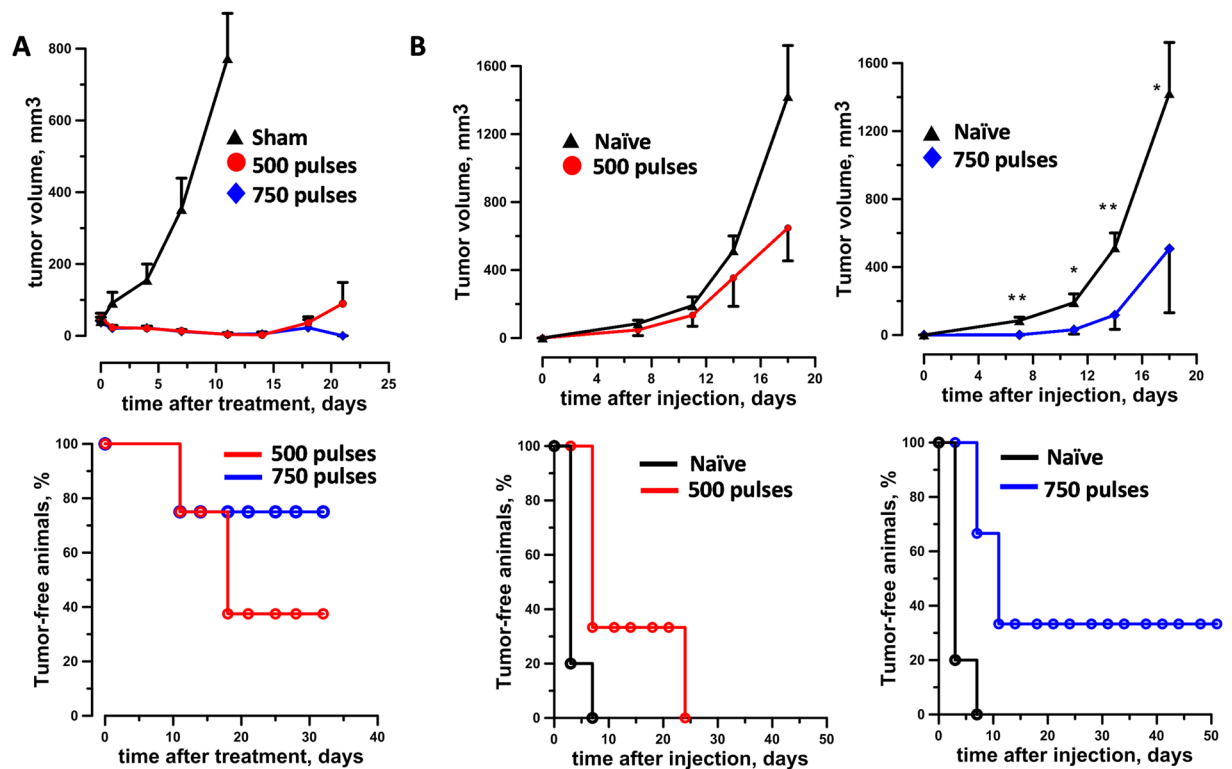 A
tumor volume, mm3
800
600
400
200
0
Sham
500 pulses
750 pulses
0 5 10 15 20 25
time after treatment, days
B
Tumor volume, mm3
1600
1200
800
400
0
Naïve
500 pulses
0 4 8 12 16 20
time after injection, days
Tumor volume, mm3
1600
1200
800
400
0
Naïve
750 pulses
**
*
**
*
0 4 8 12 16 20
time after injection, days
Tumor-free animals, %
100
80
60
40
20
0
500 pulses
750 pulses
0 10 20 30 40
time after treatment, days
Tumor-free animals, %
100
80
60
40
20
0
Naïve
500 pulses
0 10 20 30 40 50
time after injection, days
Tumor-free animals, %
100
80
60
40
20
0
Naïve
750 pulses
0 10 20 30 40 50
time after injection, days